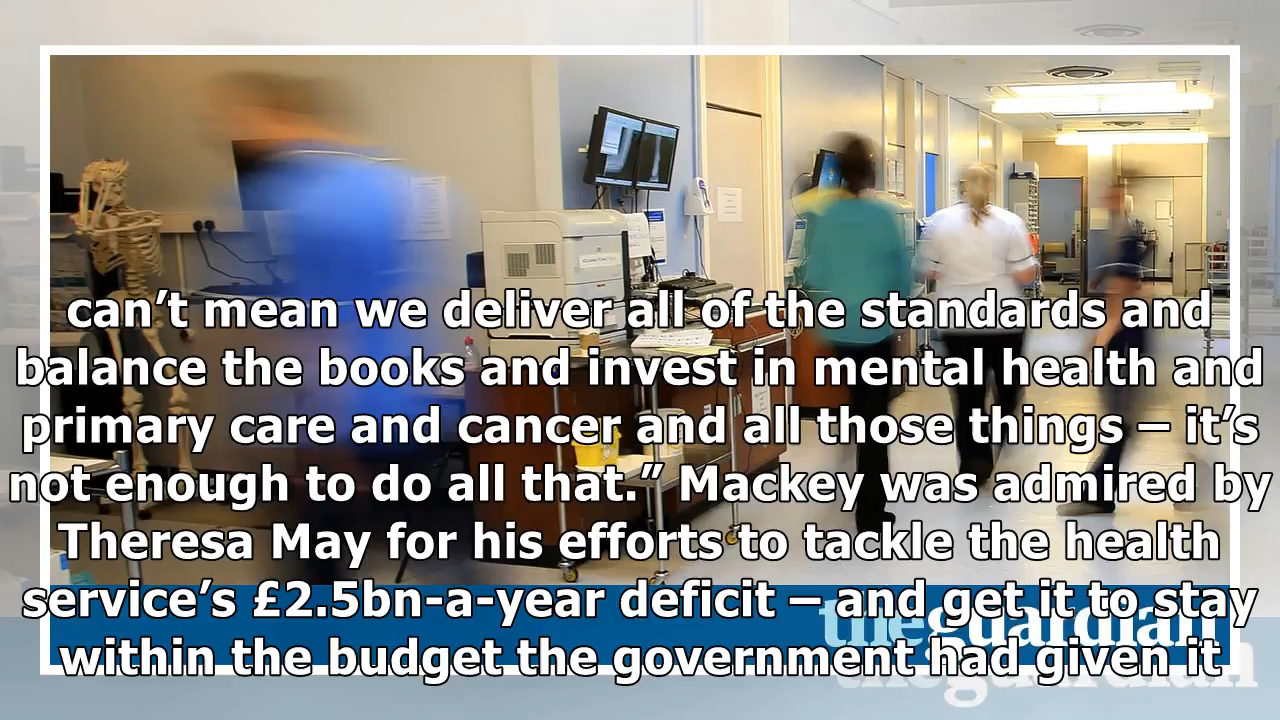 can’t mean we deliver all of the standards and
balance the books and invest in mental health and
primary care and cancer and all those things – it’s
not enough to do all that.” Mackey was admired by
Theresa May for his efforts to tackle the health
service’s £2.5bn-a-year deficit – and get it to stay
within the budget the government had given it
theguardian
theguardian